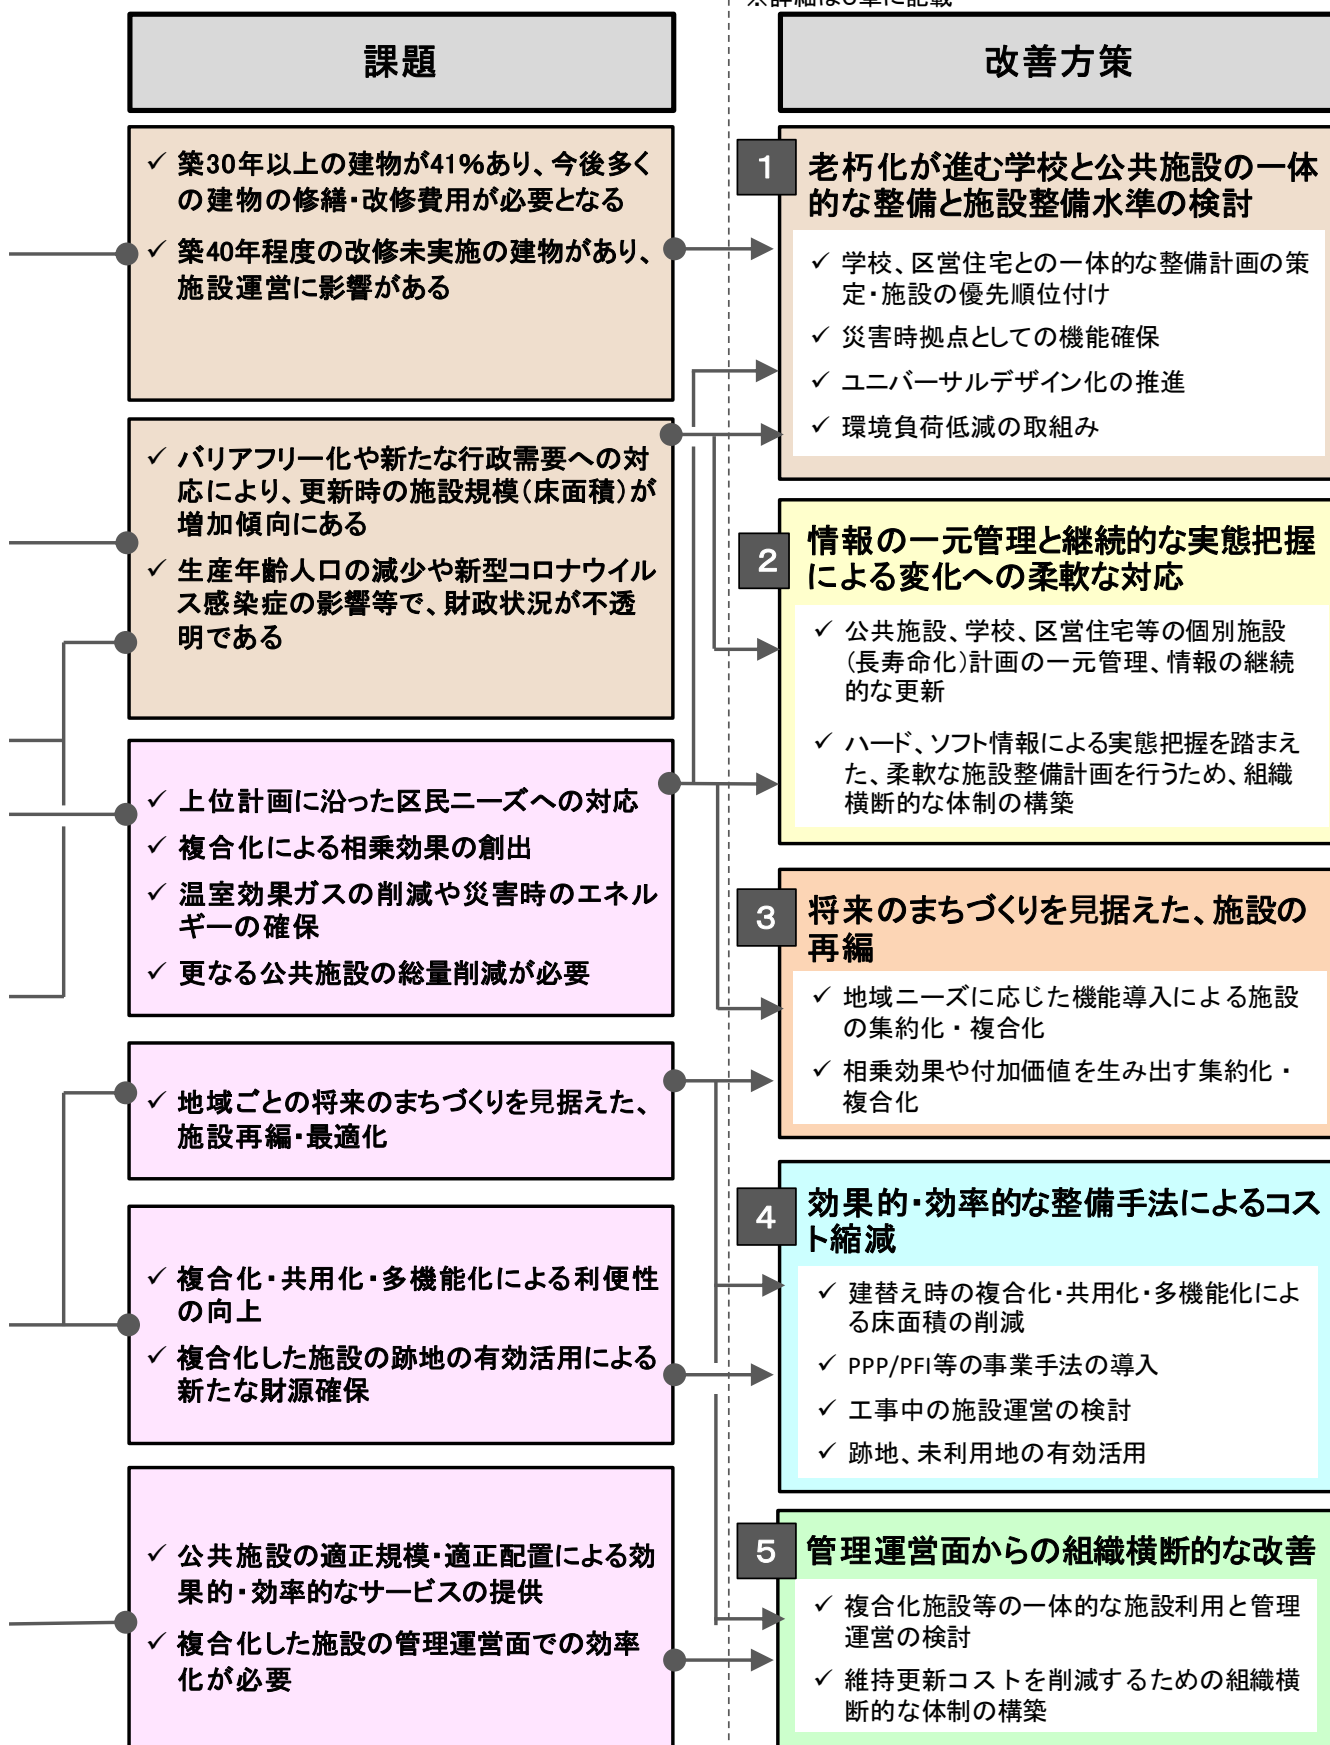 ※詳細は
章に記載
課題
築30年以上の建物が41%あり、今後多く
の建物の修繕・改修費用が必要となる
築40年程度の改修未実施の建物があり、
施設運営に影響がある
バリアフリー化や新たな行政需要への対
応により、更新時の施設規模(床面積)が
増加傾向にある
生産年齢人口の減少や新型コロナウイル
ス感染症の影響等で、財政状況が不透
明である
上位計画に沿った区民ニーズへの対応
複合化による相乗効果の創出
温室効果ガスの削減や災害時のエネル
ギーの確保
更なる公共施設の総量削減が必要
地域ごとの将来のまちづくりを見据えた、
施設再編・最適化
複合化・共用化・多機能化による利便性
の向上
複合化した施設の跡地の有効活用による
新たな財源確保
公共施設の適正規模・適正配置による効
果的・効率的なサービスの提供
複合化した施設の管理運営面での効率
化が必要
改善方策
1
老朽化が進む学校と公共施設の一体
的な整備と施設整備水準の検討
学校、区営住宅との一体的な整備計画の策
定・施設の優先順位付け
災害時拠点としての機能確保
ユニバーサルデザイン化の推進
環境負荷低減の取組み
2
情報の一元管理と継続的な実態把握
による変化への柔軟な対応
公共施設、学校、区営住宅等の個別施設
(長寿命化)計画の一元管理、情報の継続
的な更新
ハード、ソフト情報による実態把握を踏まえ
た、柔軟な施設整備計画を行うため、組織
横断的な体制の構築
3
将来のまちづくりを見据えた、施設の
再編
地域ニーズに応じた機能導入による施設
の集約化・複合化
相乗効果や付加価値を生み出す集約化・
複合化
4
効果的・効率的な整備手法によるコス
ト縮減
建替え時の複合化・共用化・多機能化によ
る床面積の削減
PPP/PFI等の事業手法の導入
工事中の施設運営の検討
跡地、未利用地の有効活用
5
管理運営面からの組織横断的な改善
複合化施設等の一体的な施設利用と管理
運営の検討
維持更新コストを削減するための組織横
断的な体制の構築